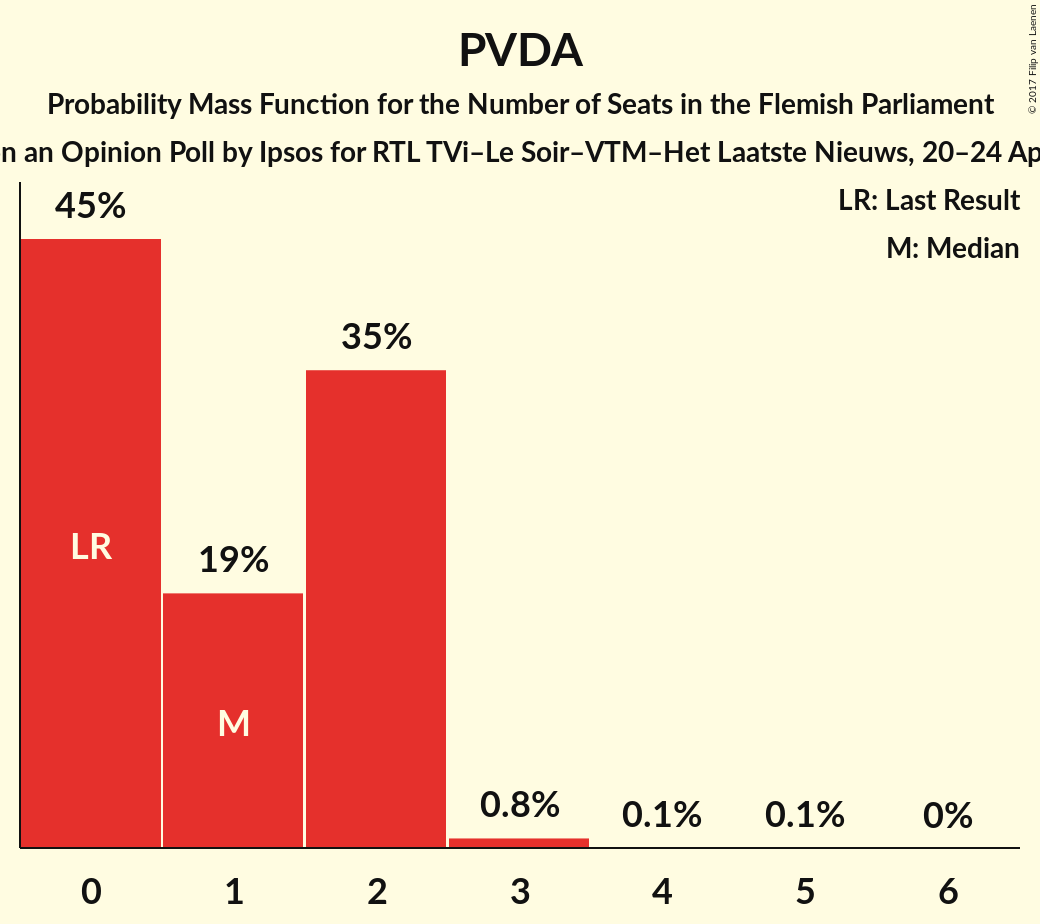 PVDA
Probability Mass Function for the Number of Seats in the Flemish Parliament
n an Opinion Poll by Ipsos for RTL TVi–Le Soir–VTM–Het Laatste Nieuws, 20–24 Ap
© 2017 Filip van Laenen
LR: Last Result
M: Median
45%
35%
19%
0.8%
0.1%
0.1%
0%
LR
M
0 1 2 3 4 5 6